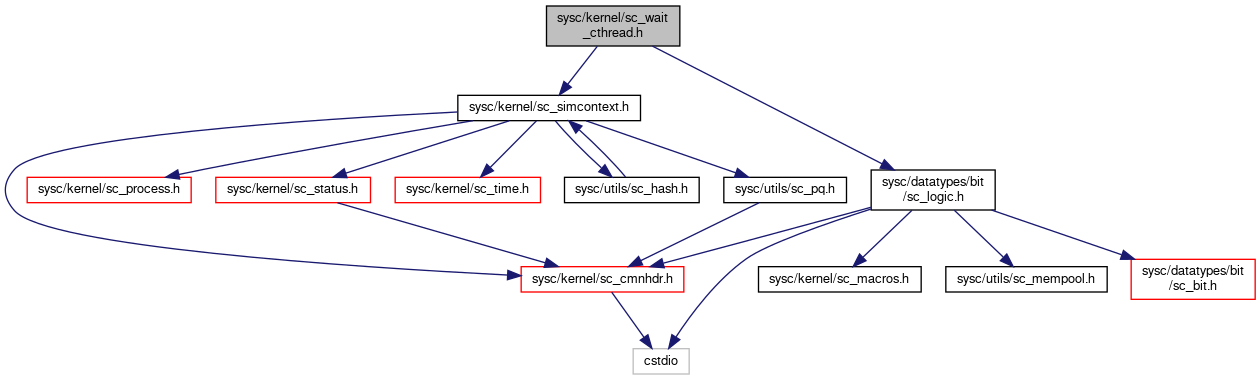 sysc/kernel/sc_wait
_cthread.h
sysc/kernel/sc_simcontext.h
sysc/kernel/sc_process.h
sysc/kernel/sc_status.h
sysc/kernel/sc_time.h
sysc/utils/sc_hash.h
sysc/utils/sc_pq.h
sysc/datatypes/bit
/sc_logic.h
sysc/kernel/sc_cmnhdr.h
sysc/kernel/sc_macros.h
sysc/utils/sc_mempool.h
sysc/datatypes/bit
/sc_bit.h
cstdio